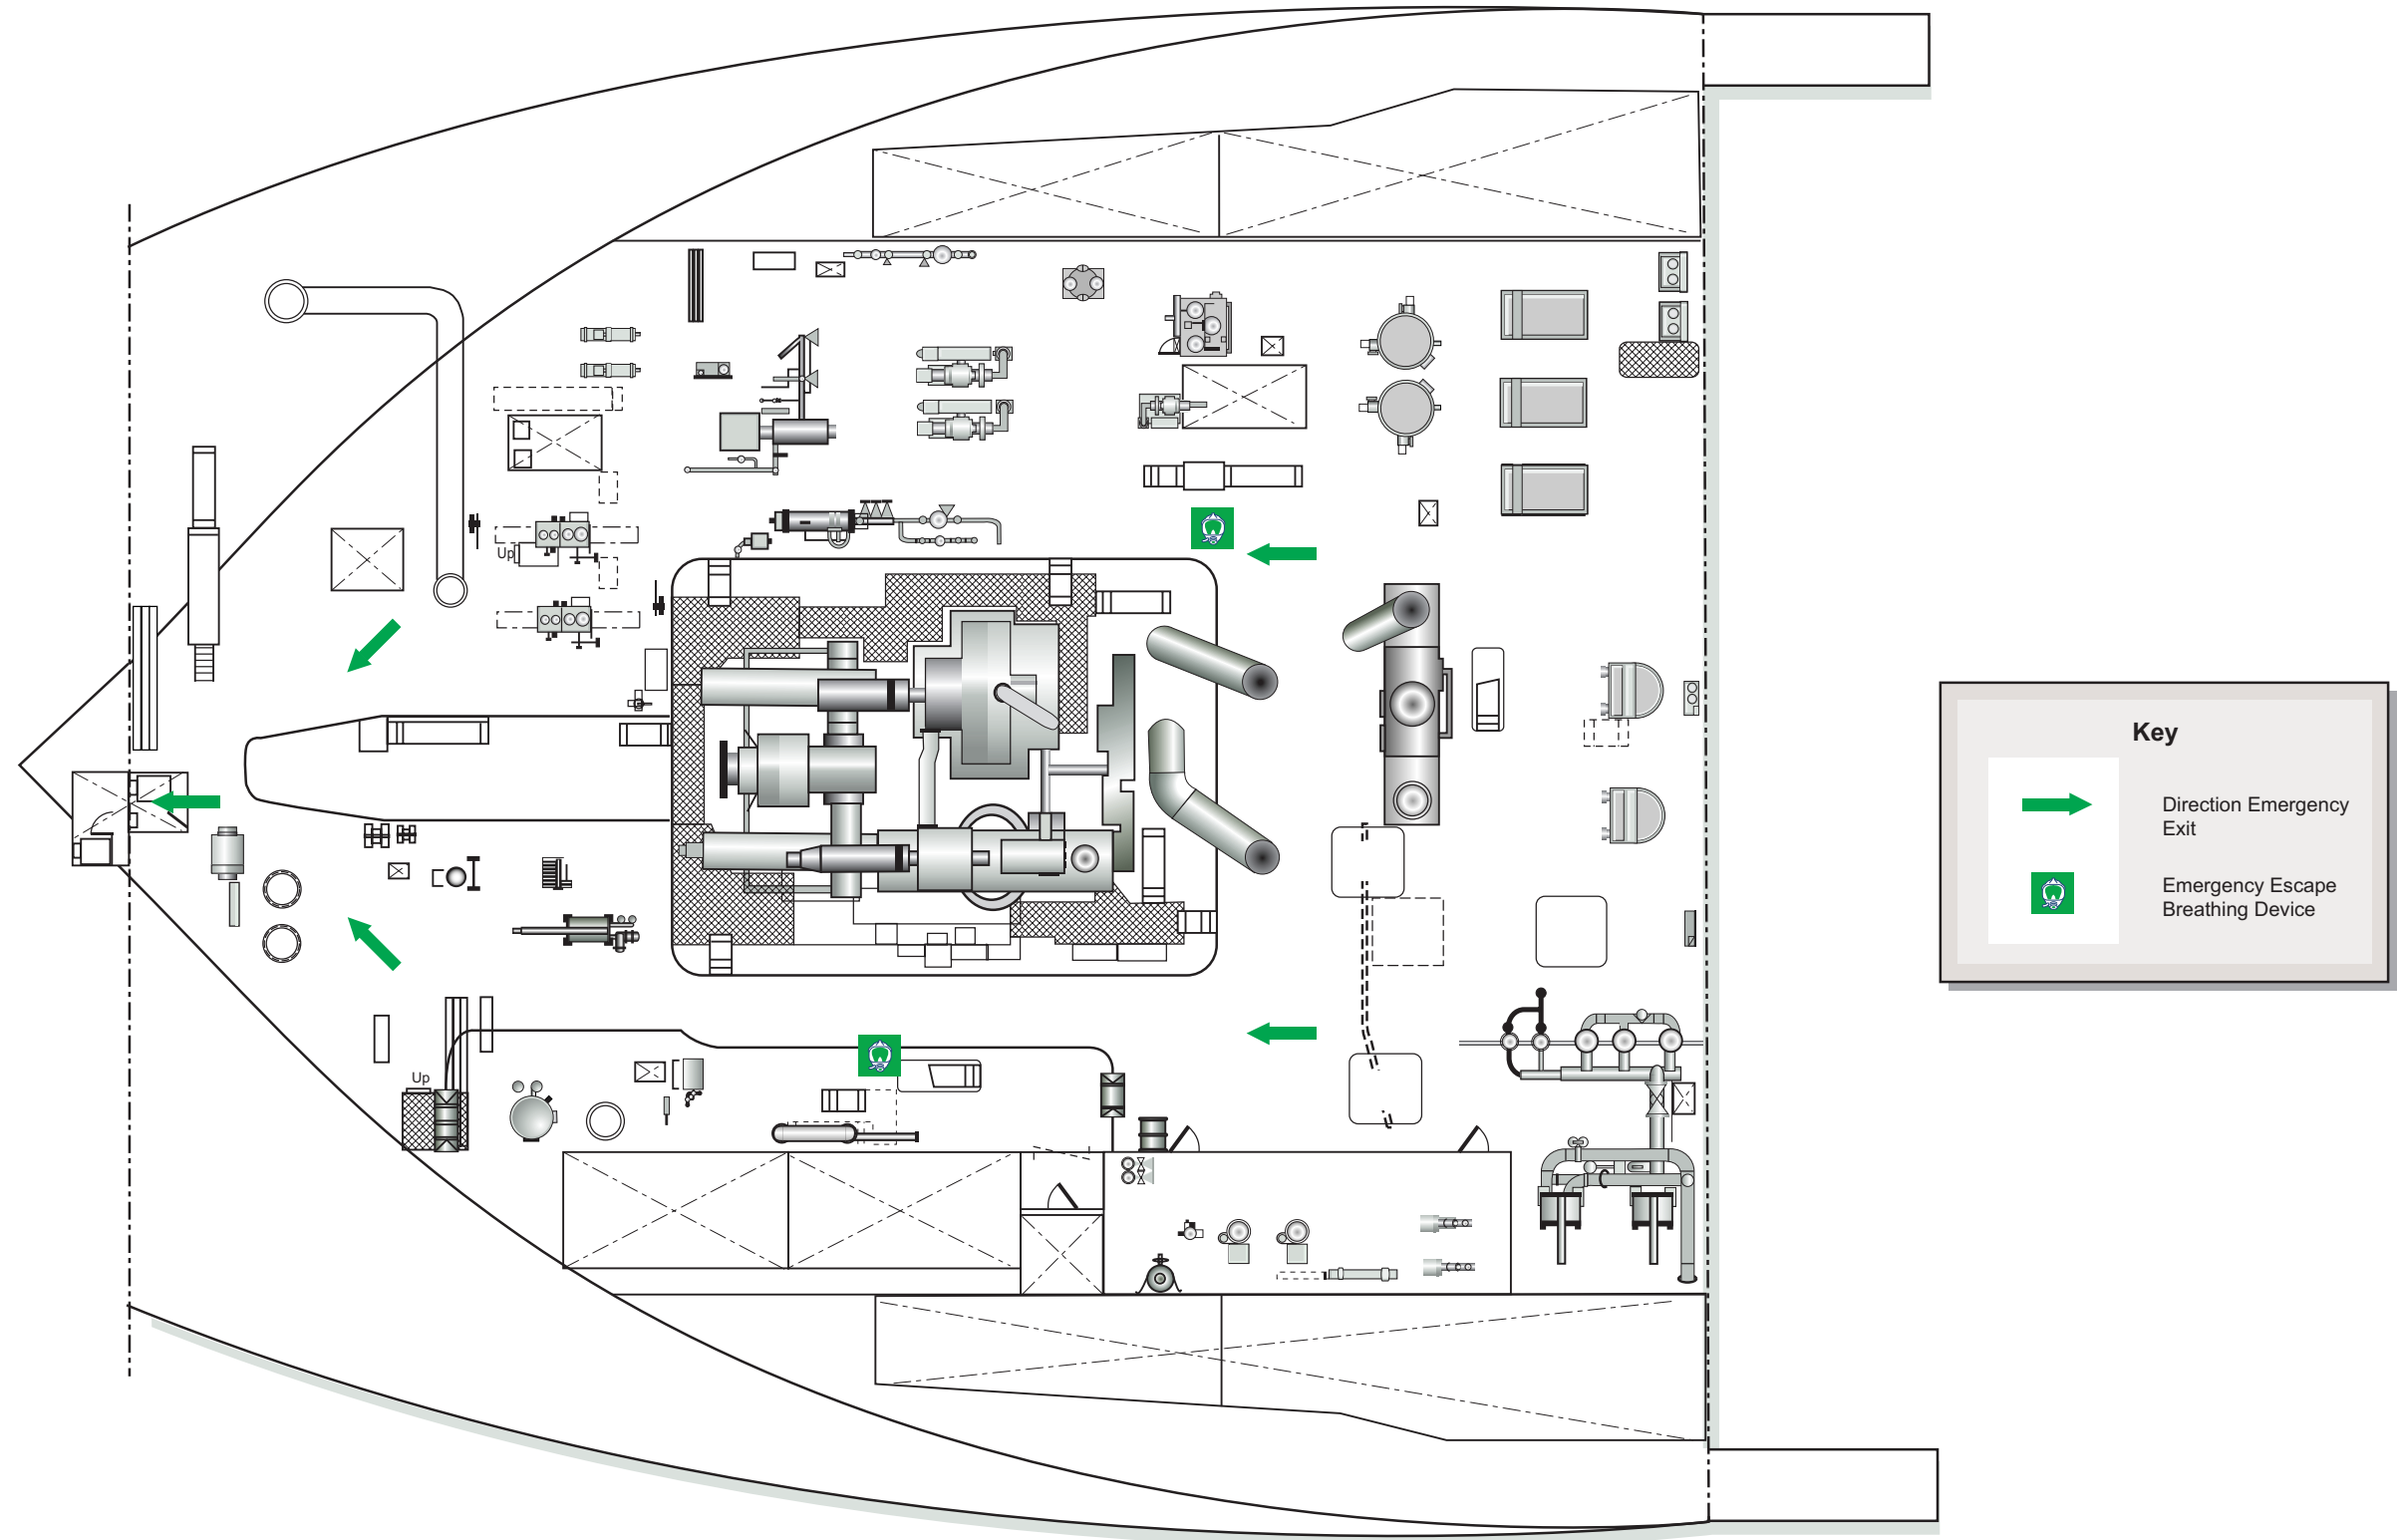 Up
Up
Key
Direction Emergency
Exit
Emergency Escape
Breathing Device